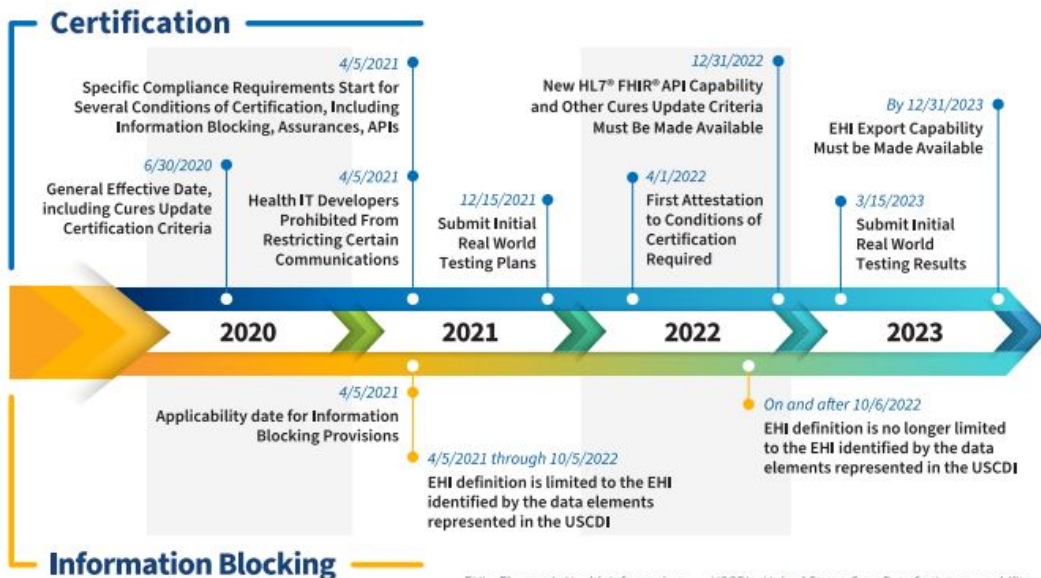 Certification
4/5/2021
Specific Compliance Requirements Start for
Several Conditions of Certification, Including
Information Blocking, Assurances, APIs
12/31/2022
New HL7® FHIR® API Capability
and Other Cures Update Criteria
Must Be Made Available
By 12/31/2023
EHI Export Capability
Must be Made Available
6/30/2020
General Effective Date,
including Cures Update
Certification Criteria
4/5/2021
Health IT Developers
Prohibited From
Restricting Certain
Communications
12/15/2021
Submit Initial
Real World
Testing Plans
4/1/2022
First Attestation
to Conditions of
Certification
Required
3/15/2023
Submit Initial
Real World
Testing Results
2020
2021
2022
2023
4/5/2021
Applicability date for Information
Blocking Provisions
4/5/2021 through 10/5/2022
EHI definition is limited to the EHI
identified by the data elements
represented in the USCDI
On and after 10/6/2022
EHI definition is no longer limited
to the EHI identified by the data
elements represented in the USCDI
Information Blocking